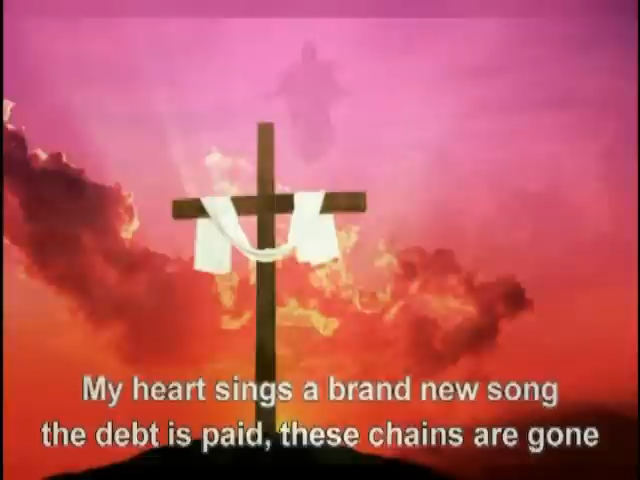 My heart sings a brand new song
the debt is paid, these chains are gone